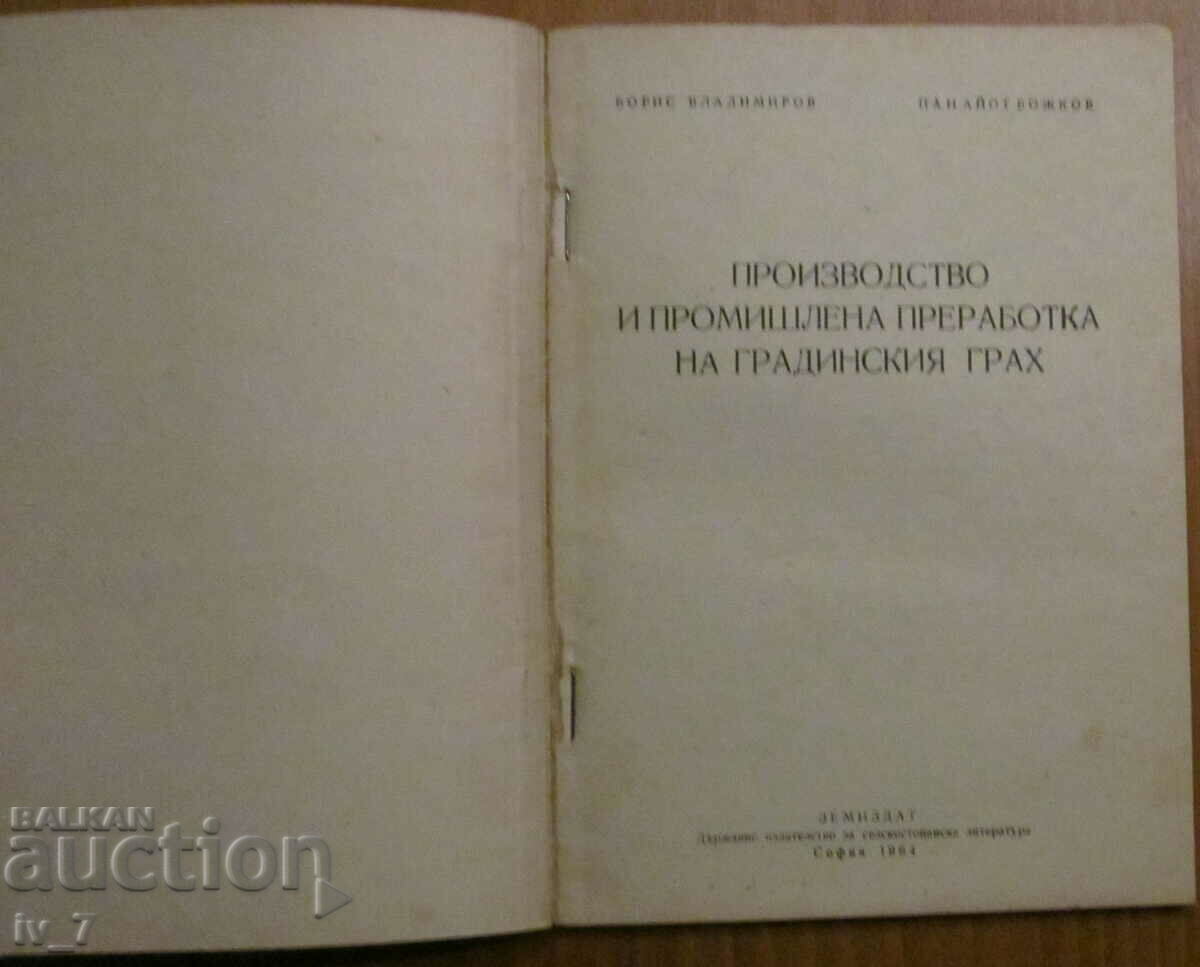 БОРИС ВЛАДИМИРОВ ПАНАЙОТ БОЖКОВ
ПРОИЗВОДСТВО
И ПРОМИШЛЕНА ПРЕРАБОТКА
НА ГРАДИНСКИЯ ГРАХ
ЗЕМИЗДАТ
Държавно издателство за селскостопанска литература
София 1964
BALKAN
auction
iv_7